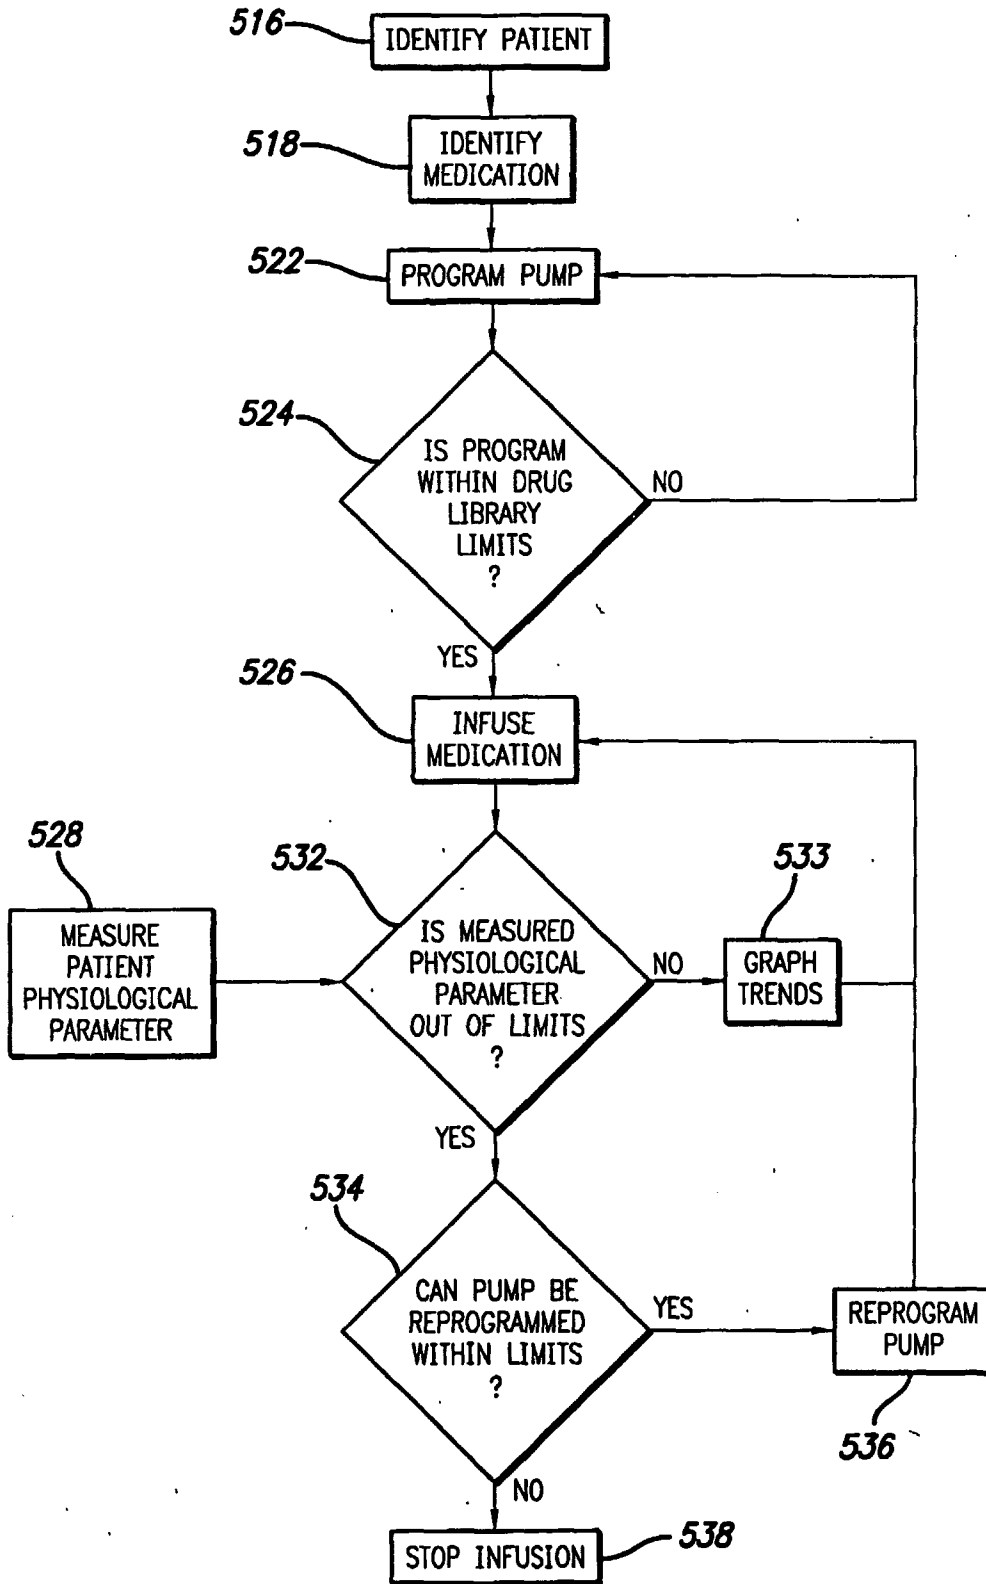 516
IDENTIFY PATIENT
518
IDENTIFY
MEDICATION
522
PROGRAM PUMP
524
IS PROGRAM
WITHIN DRUG
LIBRARY
LIMITS
?
NO
YES
526
INFUSE
MEDICATION
528
MEASURE
PATIENT
PHYSIOLOGICAL
PARAMETER
532
IS MEASURED
PHYSIOLOGICAL
PARAMETER
OUT OF LIMITS
?
NO
533
GRAPH
TRENDS
YES
534
CAN PUMP BE
REPROGRAMMED
WITHIN LIMITS
?
YES
REPROGRAM
PUMP
536
NO
STOP INFUSION
538